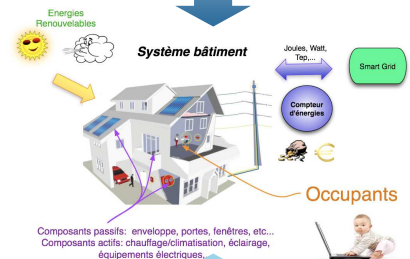 Energies
Renouvelables
Système bâtiment
Joules, Watt,
Tep,...
Smart Grid
Compteur
d'énergies
Occupants
Composants passifs: enveloppe, portes, fenêtres, etc...
Composants actifs: chauffage/climatisation, éclairage,
équipements électriques,